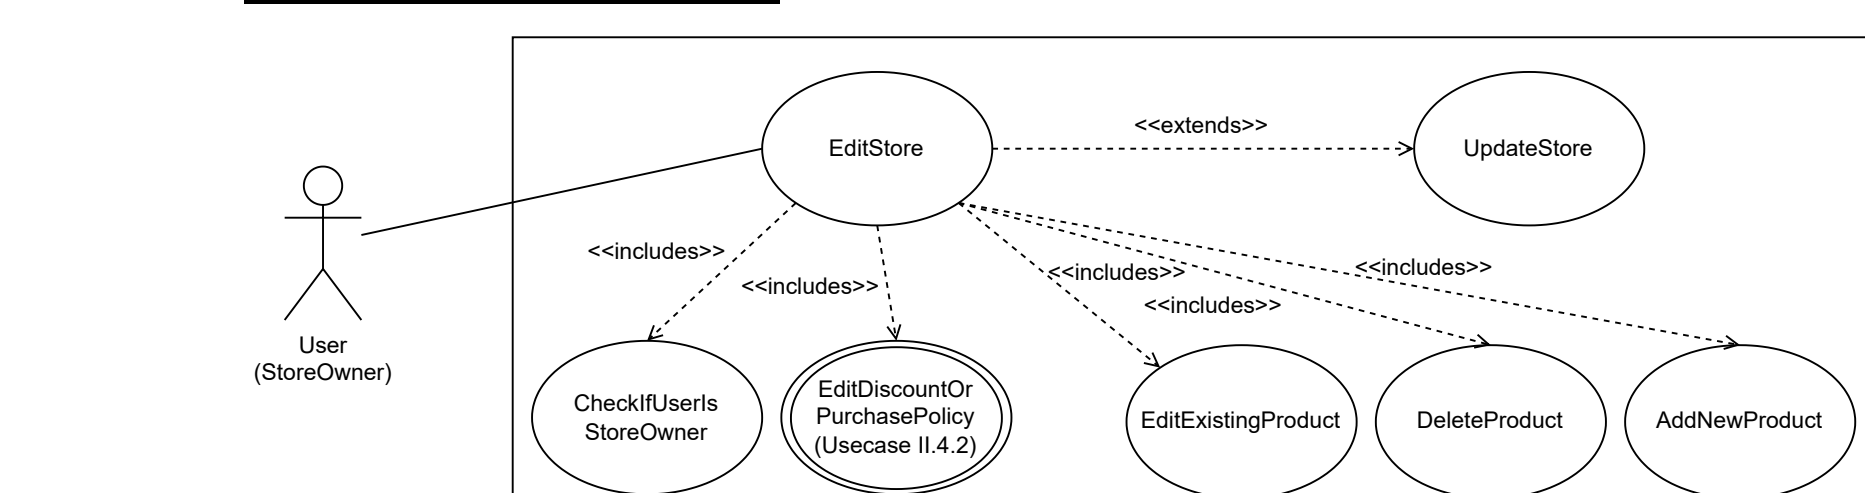 EditStore
<<extends>>
UpdateStore
<<includes>>
<<includes>>
<<includes>>
<<includes>>
<<includes>>
User
(StoreOwner)
CheckIfUserIs
StoreOwner
EditDiscountOr
PurchasePolicy
(Usecase II.4.2)
EditExistingProduct
DeleteProduct
AddNewProduct